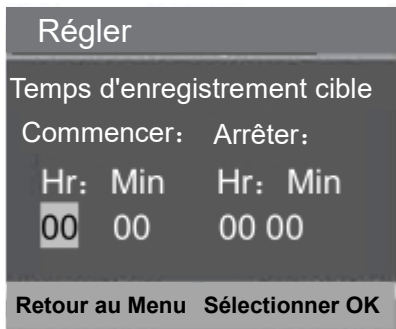 Régler
Temps d'enregistrement cible
Commencer： Arrêter：
Hr： Min Hr： Min
00 00 00 00
Retour au Menu Sélectionner OK